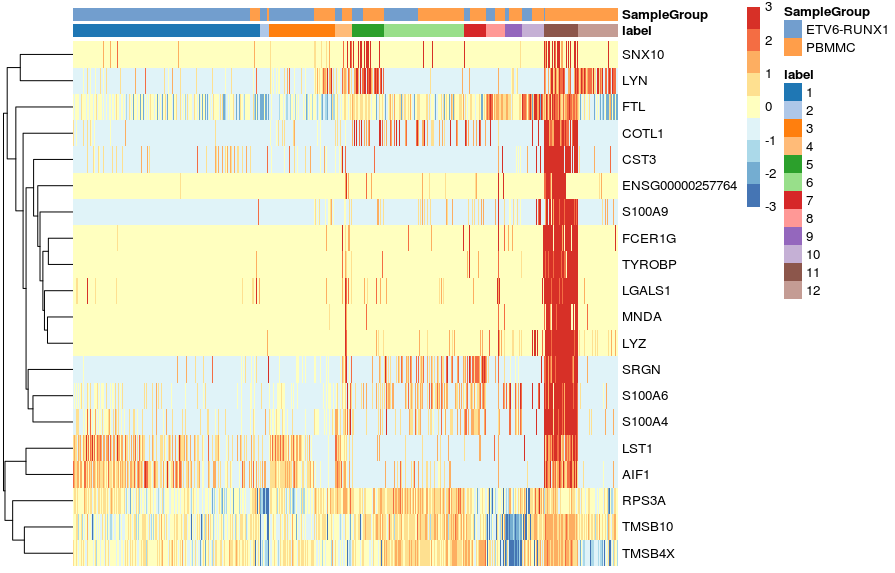 SampleGroup
label
SNX10
LYN
FTL
COTL1
CST3
ENSG00000257764
S100A9
FCER1G
TYROBP
LGALS1
MNDA
LYZ
SRGN
S100A6
S100A4
LST1
AIF1
RPS3A
TMSB10
TMSB4X
3
2
1
0
-1
-2
-3
SampleGroup
ETV6-RUNX1
PBMMC
label
1
2
3
4
5
6
7
8
9
10
11
12